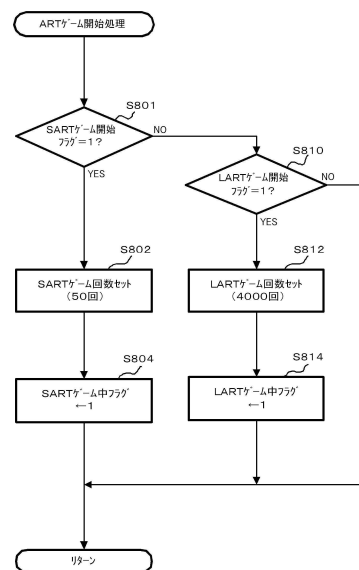 ARTｹﾞｰﾑ開始処理
S801
SARTｹﾞｰﾑ開始
ﾌﾗｸﾞ=1?
NO
YES
S810
LARTｹﾞｰﾑ開始
ﾌﾗｸﾞ=1?
NO
YES
S802
SARTｹﾞｰﾑ回数ｾｯﾄ
(50回)
S812
LARTｹﾞｰﾑ回数ｾｯﾄ
(4000回)
S804
SARTｹﾞｰﾑ中ﾌﾗｸﾞ
←1
S814
LARTｹﾞｰﾑ中ﾌﾗｸﾞ
←1
ﾘﾀｰﾝ